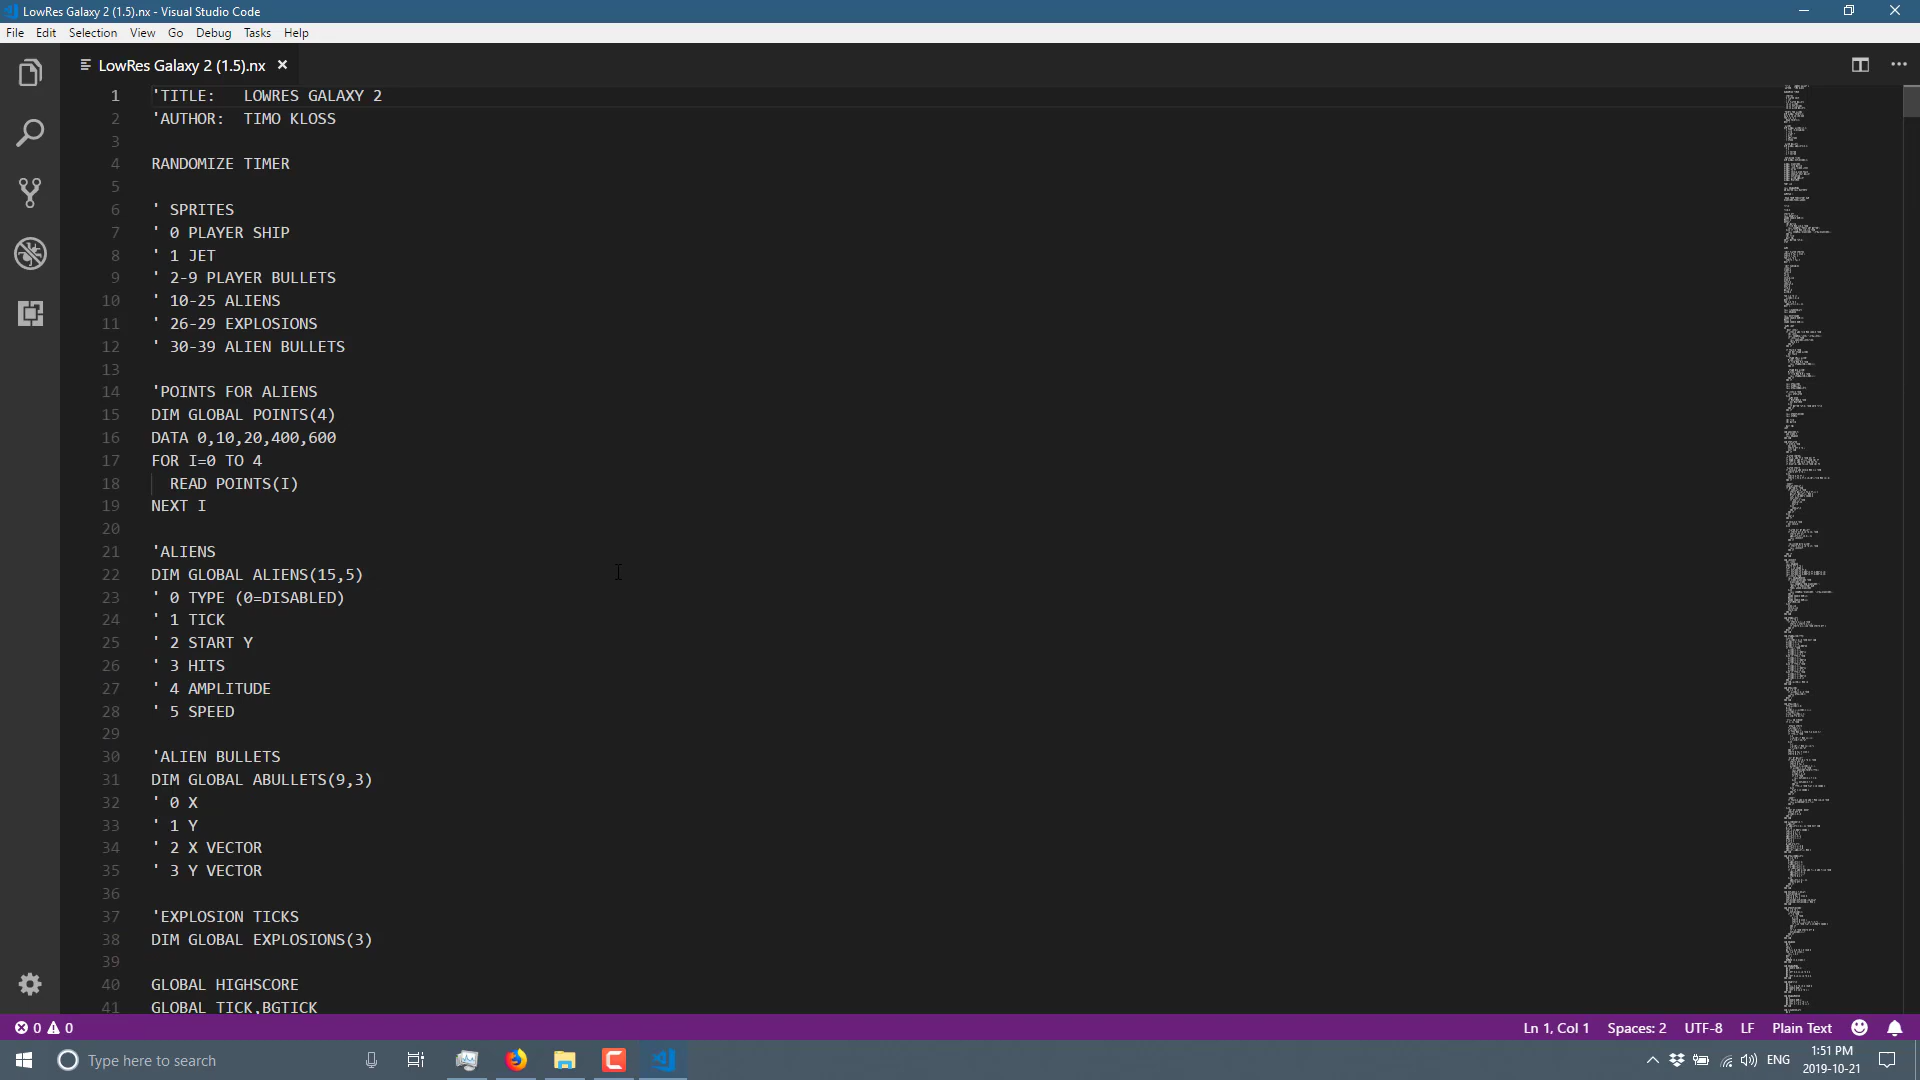 LowRes Galaxy 2 (1.5).nx - Visual Studio Code
File Edit Selection View Go Debug Tasks Help
LowRes Galaxy 2 (1.5).nx
1 'TITLE:   LOWRES GALAXY 2
2 'AUTHOR:  TIMO KLOSS
3
4 RANDOMIZE TIMER
5
6 ' SPRITES
7 ' 0 PLAYER SHIP
8 ' 1 JET
9 ' 2-9 PLAYER BULLETS
10 ' 10-25 ALIENS
11 ' 26-29 EXPLOSIONS
12 ' 30-39 ALIEN BULLETS
13
14 'POINTS FOR ALIENS
15 DIM GLOBAL POINTS(4)
16 DATA 0,10,20,400,600
17 FOR I=0 TO 4
18   READ POINTS(I)
19 NEXT I
20
21 'ALIENS
22 DIM GLOBAL ALIENS(15,5)
23 ' 0 TYPE (0=DISABLED)
24 ' 1 TICK
25 ' 2 START Y
26 ' 3 HITS
27 ' 4 AMPLITUDE
28 ' 5 SPEED
29
30 'ALIEN BULLETS
31 DIM GLOBAL ABULLETS(9,3)
32 ' 0 X
33 ' 1 Y
34 ' 2 X VECTOR
35 ' 3 Y VECTOR
36
37 'EXPLOSION TICKS
38 DIM GLOBAL EXPLOSIONS(3)
39
40 GLOBAL HIGHSCORE
41 GLOBAL TICK,BGTICK
0 0 Ln 1, Col 1 Spaces: 2 UTF-8 LF Plain Text
Type here to search ENG 1:51 PM
2019-10-21